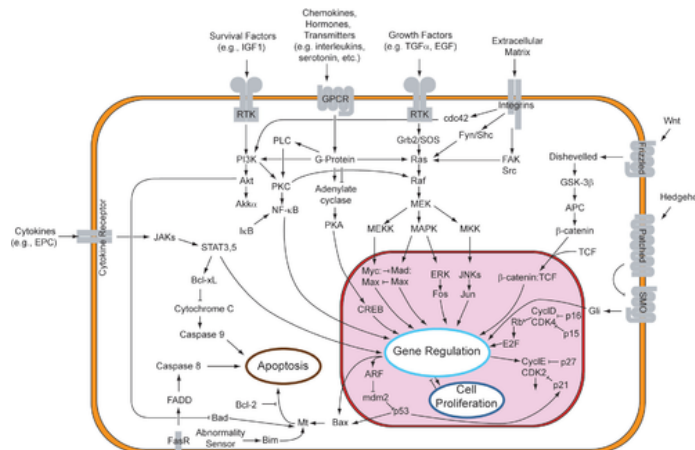 Survival Factors
(e.g., IGF1)
Chemokines,
Hormones,
Transmitters
(e.g. interleukins,
serotonin, etc.)
Growth Factors
(e.g. TGFα, EGF)
Extracellular
Matrix
Wnt
Hedgeho
Cytokines
(e.g., EPC)
Cytokine Receptor
RTK
GPCR
RTK
Integrins
cdc42
Fyn/Shc
Grb2/SOS
PLC
PI3K
G-Protein
Ras
FAK
Src
Dishevelled
Frizzled
Akt
Akkα
PKC
Adenylate
cyclase
Raf
GSK-3β
NF-κB
MEK
APC
IκB
PKA
MEKK
MAPK
MKK
β-catenin
TCF
Patched
JAKs
STAT3,5
Myc:→Mad:
Max ← Max
ERK
Fos
JNKs
Jun
β-catenin:TCF
Bcl-xL
Cytochrome C
Caspase 9
CREB
Gli
SMO
CyclD
CDK4
p16
p15
Rb
E2F
Gene Regulation
CyclE
CDK2
p27
p21
Caspase 8
Apoptosis
FADD
ARF
Cell
Proliferation
Bcl-2
mdm2
p53
Bad
Mt
Bax
FasR
Abnormality
Sensor
Bim